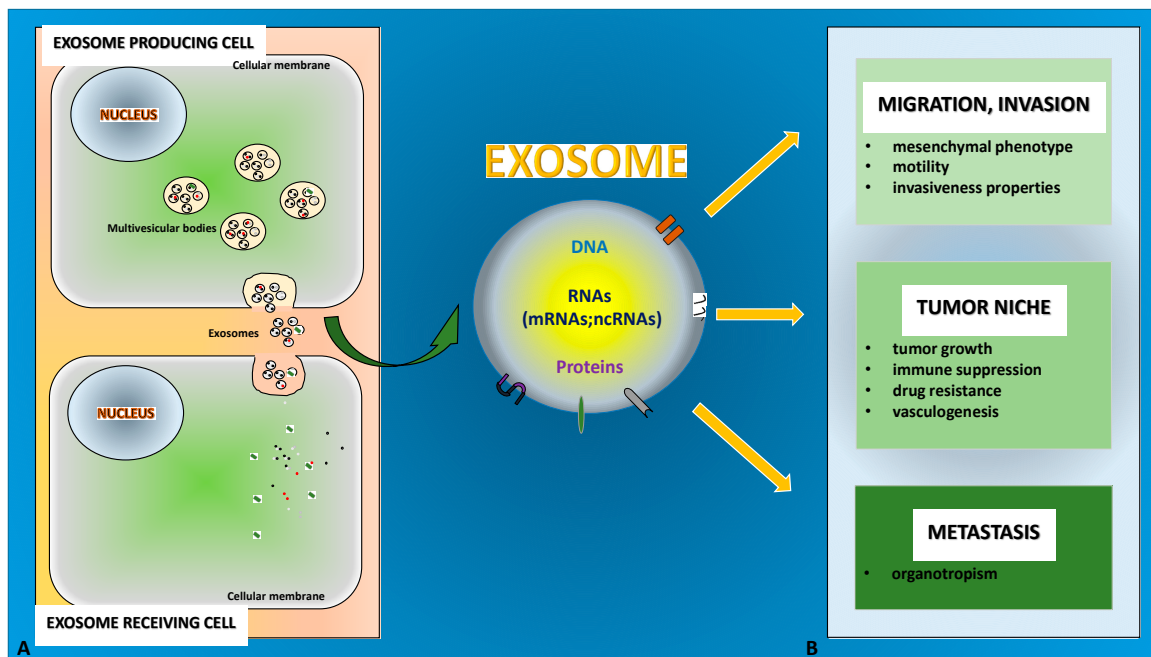 EXOSOME PRODUCING CELL
Cellular membrane
NUCLEUS
Multivesicular bodies
Exosomes
NUCLEUS
Cellular membrane
EXOSOME RECEIVING CELL
A
EXOSOME
DNA
RNAs
(mRNAs;ncRNAs)
Proteins
B
MIGRATION, INVASION
• mesenchymal phenotype
• motility
• invasiveness properties
TUMOR NICHE
• tumor growth
• immune suppression
• drug resistance
• vasculogenesis
METASTASIS
• organotropism